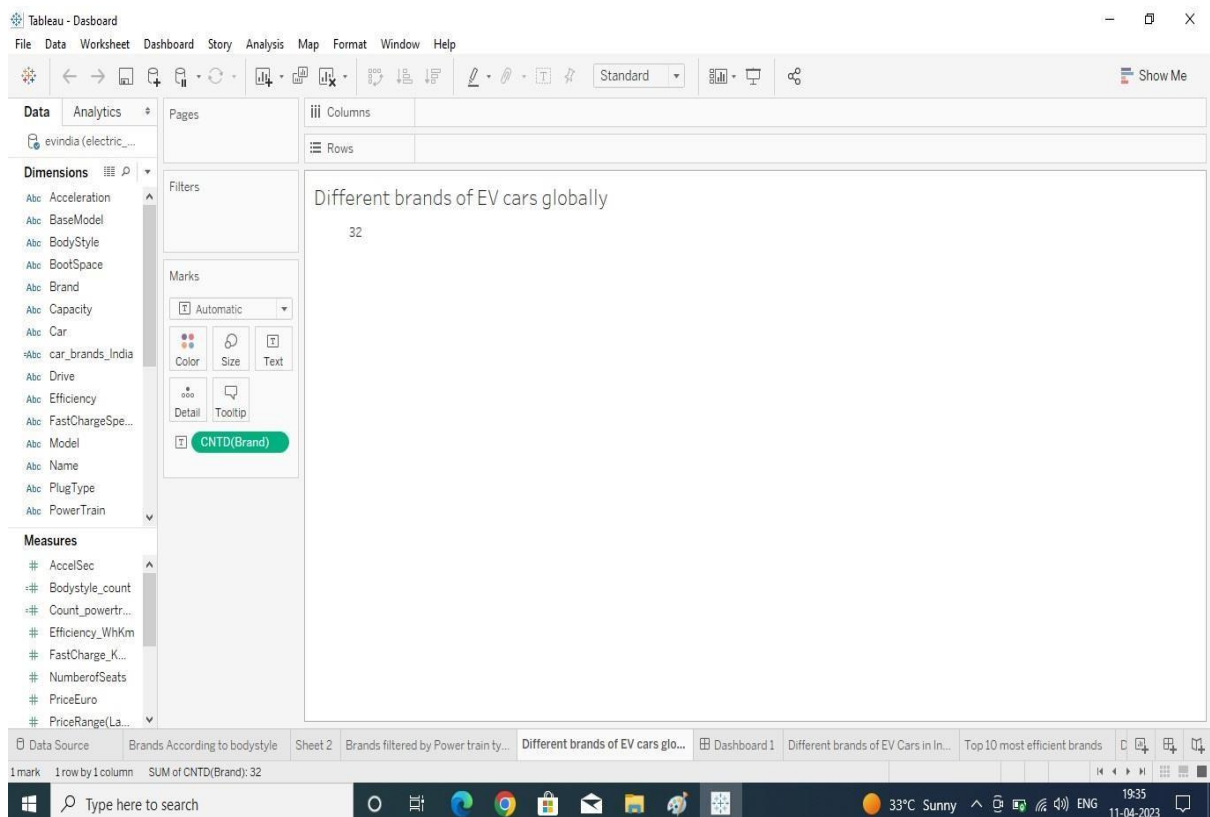 Tableau - Dasboard
File Data Worksheet Dashboard Story Analysis Map Format Window Help
Standard
Show Me
Data Analytics
evindia (electric_...
Dimensions
Abc Acceleration
Abc BaseModel
Abc BodyStyle
Abc BootSpace
Abc Brand
Abc Capacity
Abc Car
=Abc car_brands_India
Abc Drive
Abc Efficiency
Abc FastChargeSpe...
Abc Model
Abc Name
Abc PlugType
Abc PowerTrain
Measures
# AccelSec
=# Bodystyle_count
=# Count_powertr...
# Efficiency_WhKm
# FastCharge_K...
# NumberofSeats
# PriceEuro
# PriceRange(La...
Pages
Filters
Marks
T Automatic
Color Size Text
Detail Tooltip
T CNTD(Brand)
Columns
Rows
Different brands of EV cars globally
32
Data Source Brands According to bodystyle Sheet 2 Brands filtered by Power train ty... Different brands of EV cars glo... Dashboard 1 Different brands of EV Cars in In... Top 10 most efficient brands D
1 mark 1 row by 1 column SUM of CNTD(Brand): 32
Type here to search
33°C Sunny ENG
19:35
11-04-2023